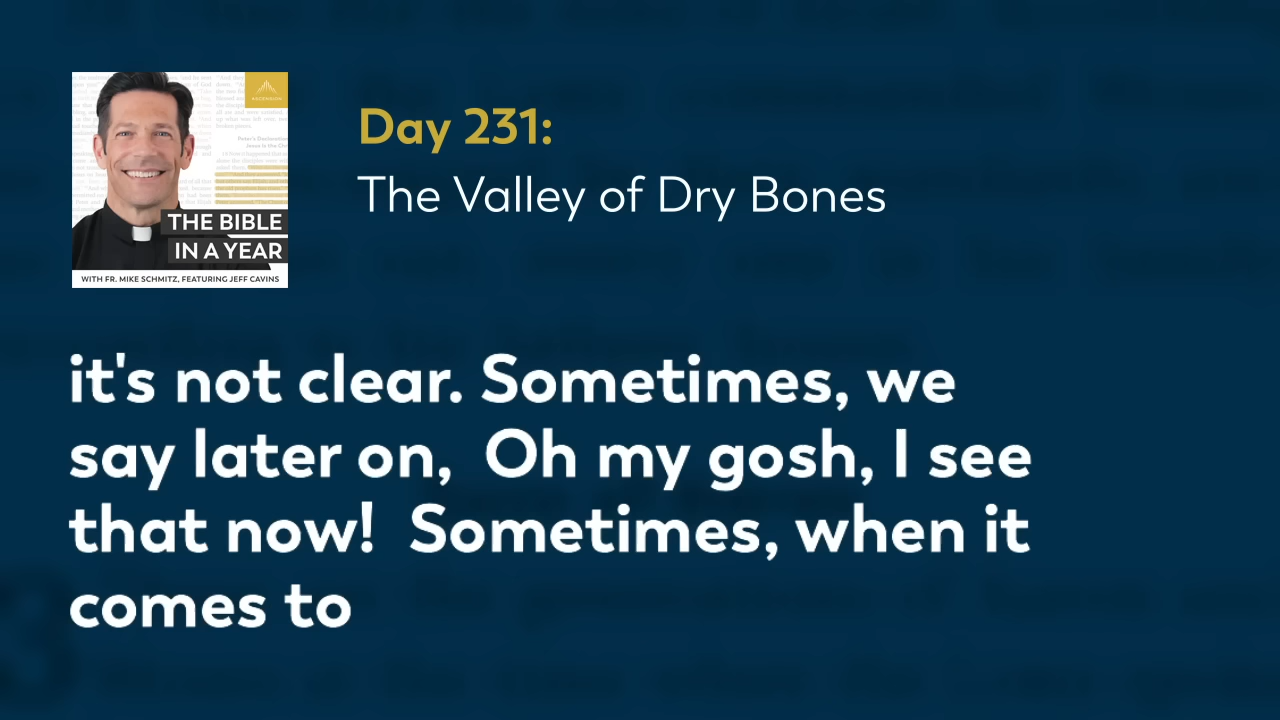 ASCENSION
THE BIBLE
IN A YEAR
WITH FR. MIKE SCHMITZ, FEATURING JEFF CAVINS
Day 231:
The Valley of Dry Bones
it's not clear. Sometimes, we
say later on,  Oh my gosh, I see
that now!  Sometimes, when it
comes to